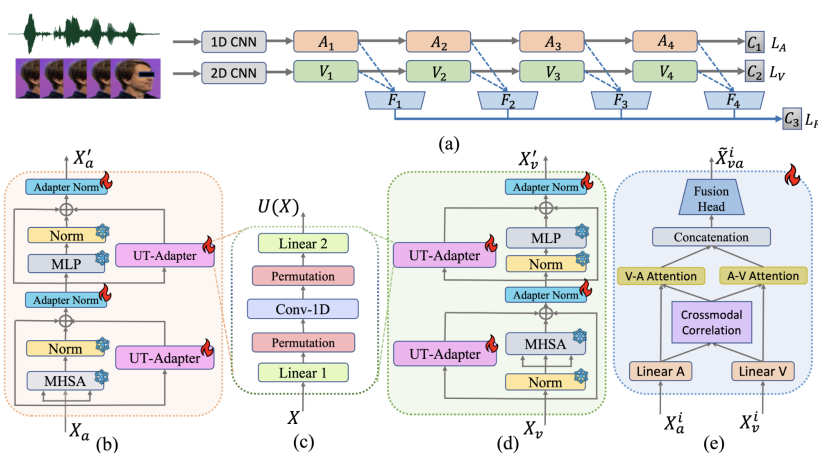 1D CNN A₁ A₂ A₃ A₄ C₁ L_A
2D CNN V₁ V₂ V₃ V₄ C₂ L_V
F₁ F₂ F₃ F₄
C₃
(a)
X'ₐ
Adapter Norm
Norm
MLP
UT-Adapter
Adapter Norm
Norm
MHSA
UT-Adapter
Xₐ
(b)
U(X)
Linear 2
Permutation
Conv-1D
Permutation
Linear 1
X
(c)
X'ᵥ
Adapter Norm
MLP
Norm
UT-Adapter
Adapter Norm
MHSA
Norm
UT-Adapter
Xᵥ
(d)
X̃ⁱᵥₐ
Fusion
Head
Concatenation
V-A Attention A-V Attention
Crossmodal
Correlation
Linear A Linear V
Xⁱₐ Xⁱᵥ
(e)